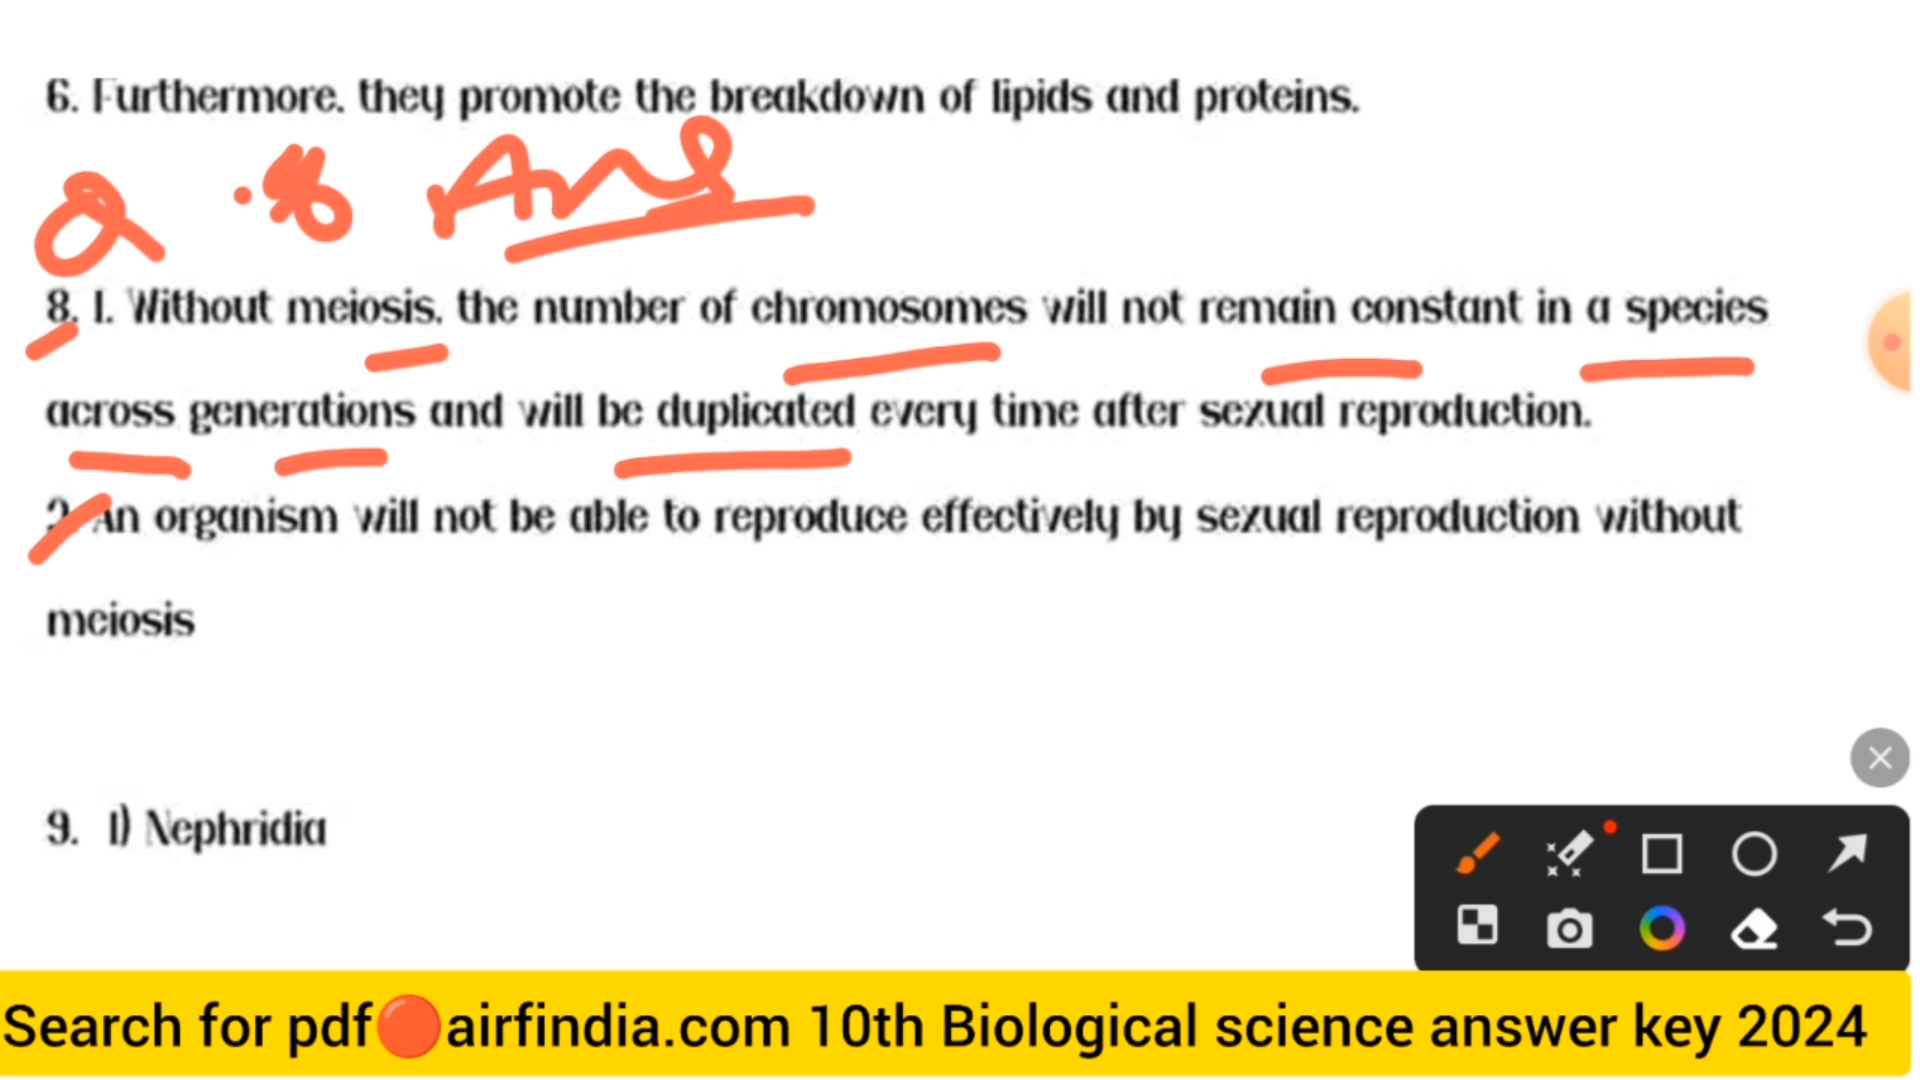 6. Furthermore. they promote the breakdown of lipids and proteins.
Q .8 Ans
8. 1. Without meiosis. the number of chromosomes will not remain constant in a species
across generations and will be duplicated every time after sexual reproduction.
2. An organism will not be able to reproduce effectively by sexual reproduction without
meiosis
9. 1) Nephridia
Search for pdf🔴airfindia.com 10th Biological science answer key 2024